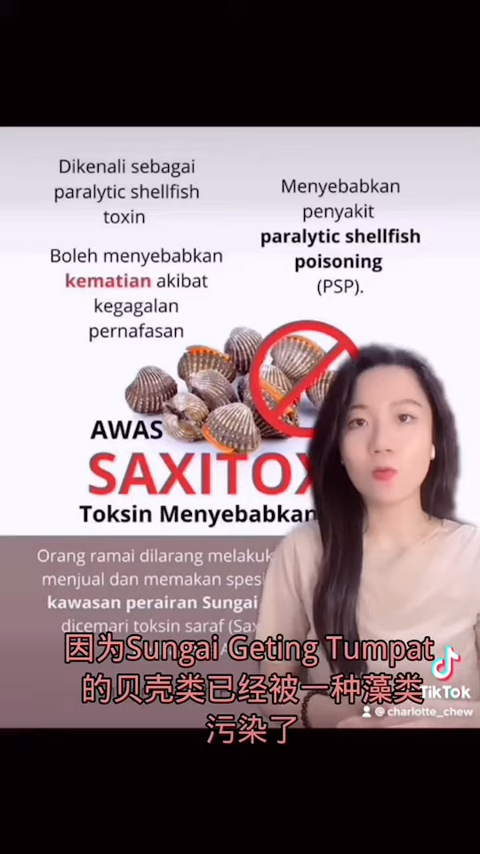 Dikenali sebagai
paralytic shellfish
toxin
Menyebabkan
penyakit
paralytic shellfish
poisoning
(PSP).
Boleh menyebabkan
kematian akibat
kegagalan
pernafasan
AWAS
SAXITOX
Toksin Menyebabkan
Orang ramai dilarang
menjual dan memakan
kawasan perairan Sungai
dicemari toksin saraf
因为Sungai Geting Tumpat
的贝壳类已经被一种藻类
污染了
TikTok
@charlotte_chew